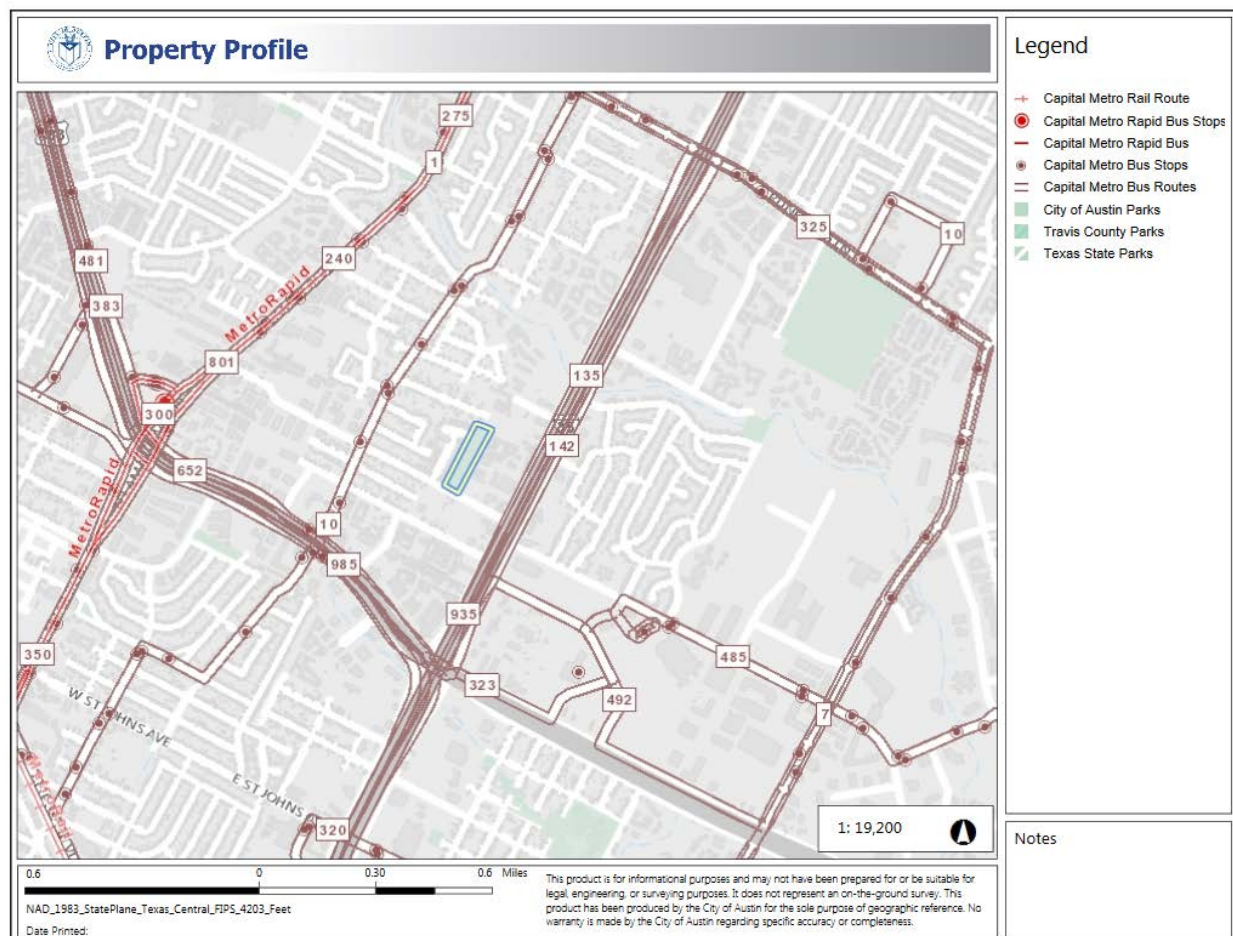 Property Profile
Legend
Capital Metro Rail Route
Capital Metro Rapid Bus Stops
Capital Metro Rapid Bus
Capital Metro Bus Stops
Capital Metro Bus Routes
City of Austin Parks
Travis County Parks
Texas State Parks
275
1
325
10
240
481
MetroRapid
383
801
135
300
142
652
MetroRapid
10
985
935
350
485
323
492
7
W ST JOHNS AVE
E ST JOHNS A
MetroRapid
320
1: 19,200
Notes
0.6 0 0.30 0.6 Miles
NAD_1983_StatePlane_Texas_Central_FIPS_4203_Feet
Date Printed:
This product is for informational purposes and may not have been prepared for or be suitable for
legal, engineering, or surveying purposes. It does not represent an on-the-ground survey. This
product has been produced by the City of Austin for the sole purpose of geographic reference. No
warranty is made by the City of Austin regarding specific accuracy or completeness.